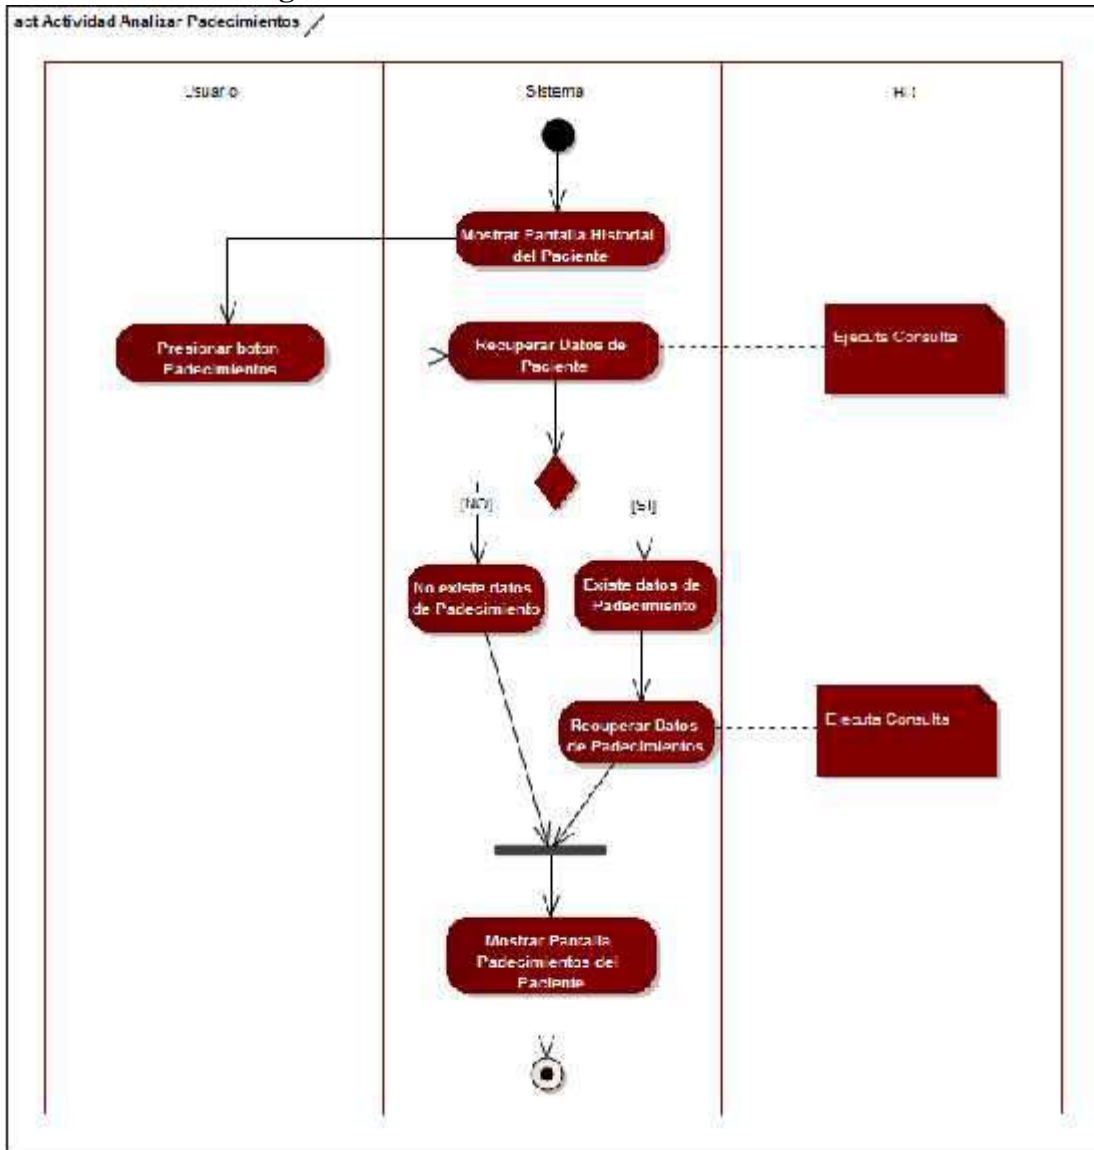 act Actividad Analizar Padecimientos
Usuario
Sistema
Mostrar Pantalla Historial
del Paciente
Presionar boton
Padecimientos
Recuperar Datos de
Paciente
Ejecuta Consulta
[NO]
[SI]
No existe datos
de Padecimiento
Existe datos de
Padecimiento
Recuperar Datos
de Padecimientos
Ejecuta Consulta
Mostrar Pantalla
Padecimientos del
Paciente